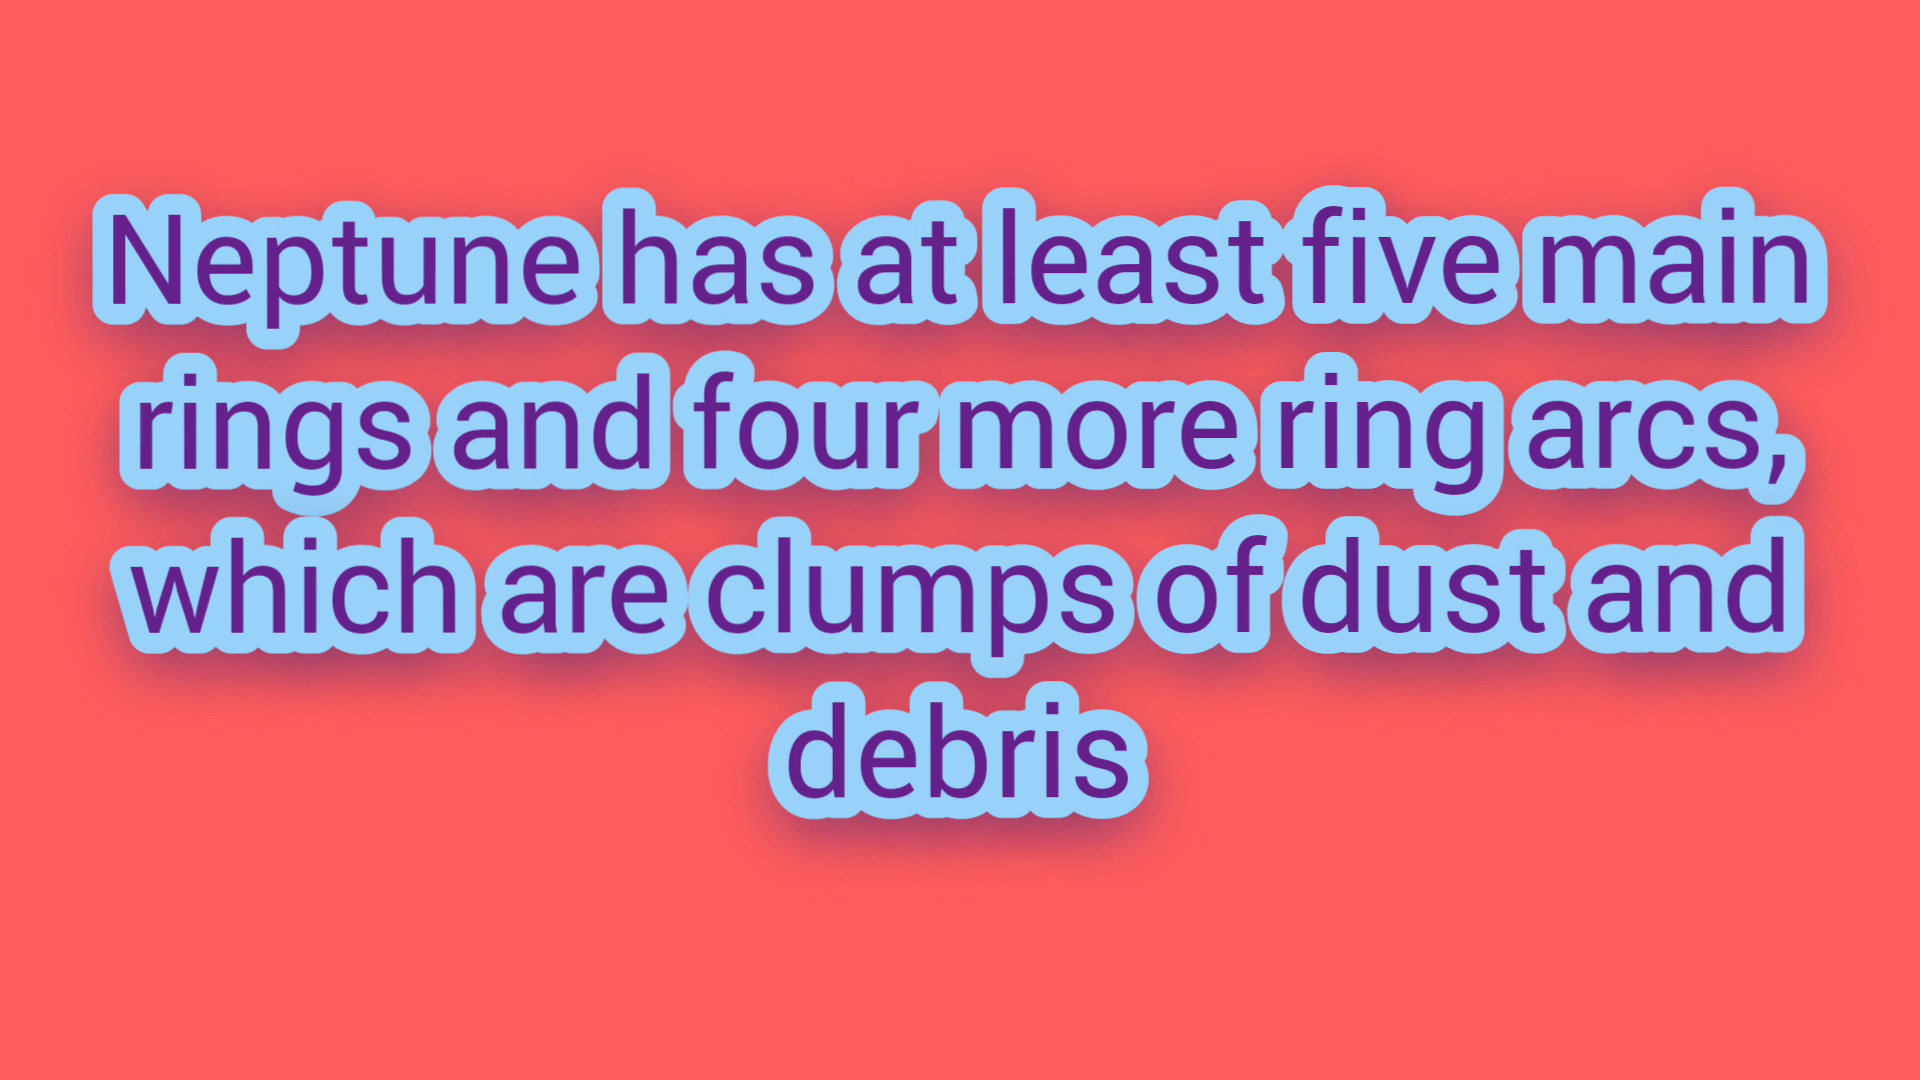 Neptune has at least five main
rings and four more ring arcs,
which are clumps of dust and
debris